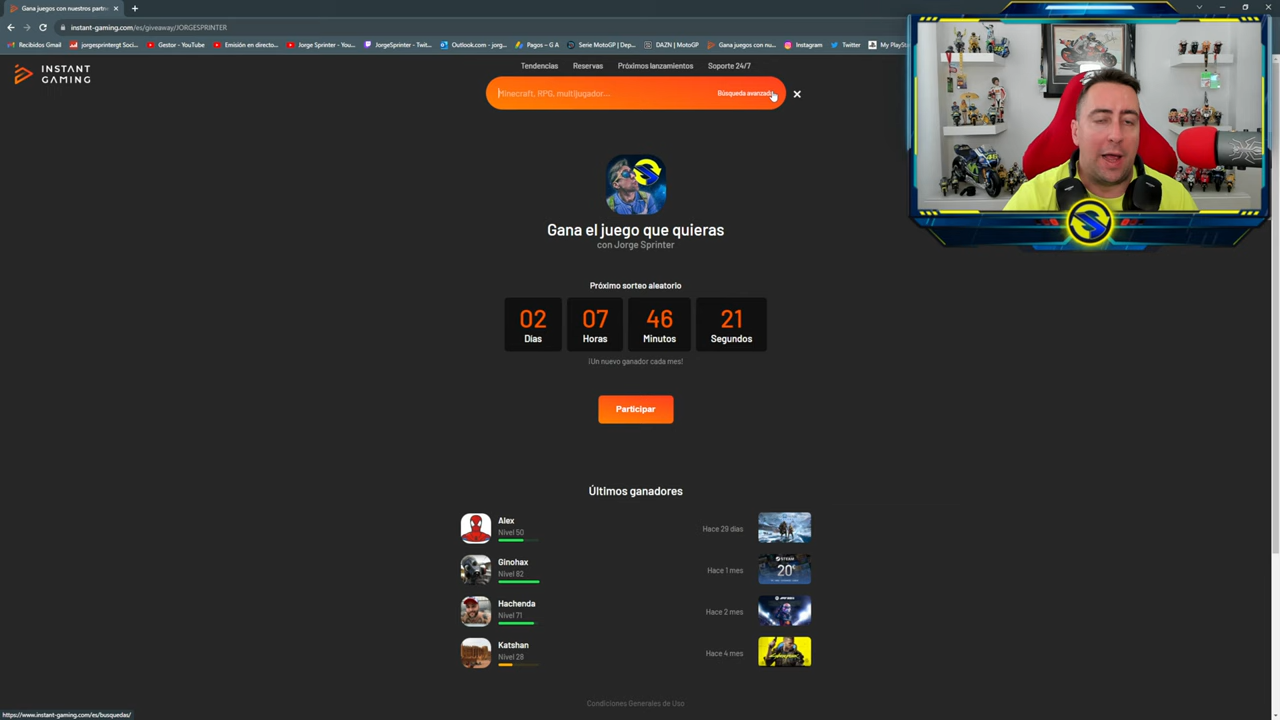 Gana juegos con nuestros partn
instant-gaming.com/es/giveaway/JORGESPRINTER
Recibidos Gmail
jorgesprintergt Soci...
Gestor - YouTube
Emisión en directo...
Jorge Sprinter - You...
JorgeSprinter - Twit...
Outlook.com - jorg...
Pagos – G A
Serie MotoGP | Dep...
DAZN | MotoGP
Gana juegos con nu...
Instagram
Twitter
My PlaySt
INSTANT
GAMING
Tendencias
Reservas
Próximos lanzamientos
Soporte 24/7
Minecraft, RPG, multijugador...
Búsqueda avanzada
Gana el juego que quieras
con Jorge Sprinter
Próximo sorteo aleatorio
02 07 46 21
Días Horas Minutos Segundos
¡Un nuevo ganador cada mes!
Participar
Últimos ganadores
Alex
Nivel 50
Hace 29 días
Ginohax
Nivel 82
Hace 1 mes
STEAM
20€
Hachenda
Nivel 71
Hace 2 mes
Katshan
Nivel 28
Hace 4 mes
Condiciones Generales de Uso
https://www.instant-gaming.com/es/busquedas/